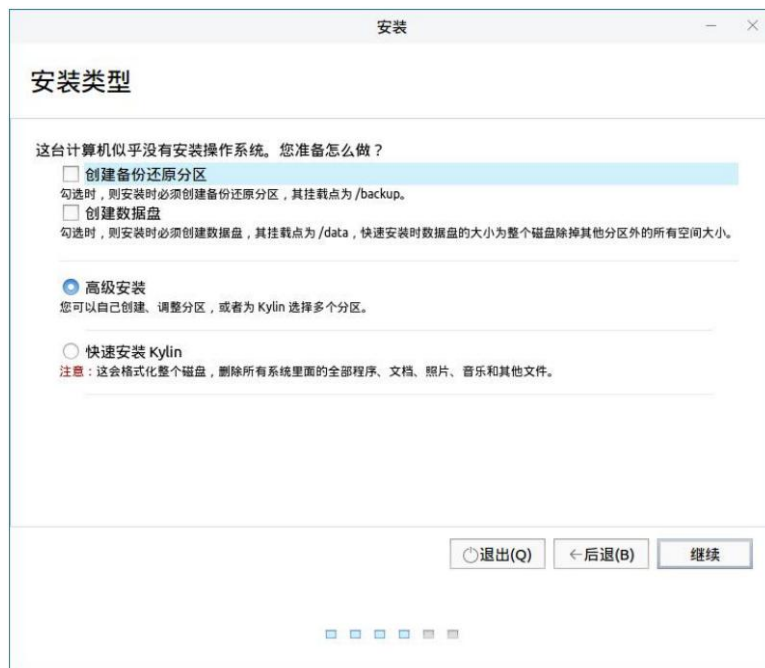 安装
安装类型
这台计算机似乎没有安装操作系统。您准备怎么做？
创建备份还原分区
勾选时，则安装时必须创建备份还原分区，其挂载点为 /backup。
创建数据盘
勾选时，则安装时必须创建数据盘，其挂载点为 /data，快速安装时数据盘的大小为整个磁盘除掉其他分区外的所有空间大小。
高级安装
您可以自己创建、调整分区，或者为 Kylin 选择多个分区。
快速安装 Kylin
注意：这会格式化整个磁盘，删除所有系统里面的全部程序、文档、照片、音乐和其他文件。
退出(Q) ←后退(B) 继续